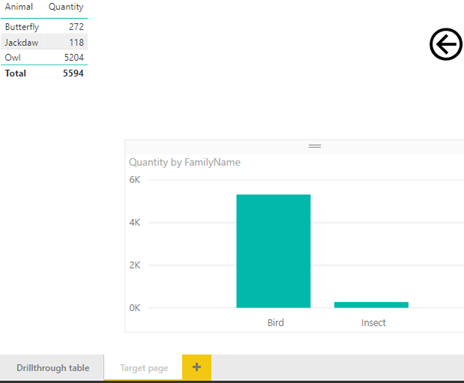 Animal Quantity
Butterfly 272
Jackdaw 118
Owl 5204
Total 5594
Quantity by FamilyName
6K
4K
2K
0K
Bird Insect
Drillthrough table Target page +